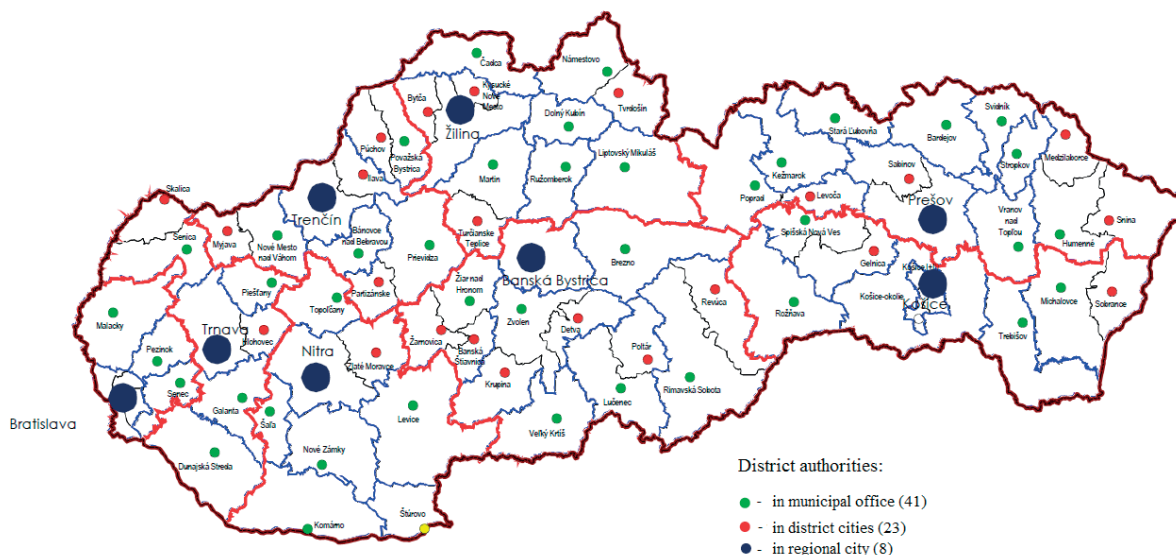 Čadca
Námestovo
Bytča
Kysucké
Nové
Mesto
Tvrdošín
Žilina
Dolný Kubín
Svidník
Stará Ľubovňa
Bardejov
Púchov
Považská
Bystrica
Liptovský Mikuláš
Stropkov
Medzilaborce
Ilava
Martin
Ružomberok
Kežmarok
Sabinov
Skalica
Poprad
Levoča
Prešov
Trenčín
Turčianske
Teplice
Vranov
nad
Topľou
Snina
Senica
Myjava
Nové Mesto
nad Váhom
Bánovce
nad Bebravou
Spišská Nová Ves
Humenné
Prievidza
Brezno
Gelnica
Piešťany
Partizánske
Žiar nad
Hronom
Banská Bystrica
Topoľčany
Revúca
Rožňava
Košice-okolie
Košice
Michalovce
Sobrance
Malacky
Trnava
Hlohovec
Zvolen
Detva
Trebišov
Pezinok
Nitra
Zlaté Moravce
Žarnovica
Banská
Štiavnica
Poltár
Krupina
Rimavská Sobota
Senec
Bratislava
Galanta
Šaľa
Levice
Lučenec
Veľký Krtíš
Nové Zámky
Dunajská Streda
Štúrovo
Komárno
District authorities:
- in municipal office (41)
- in district cities (23)
- in regional city (8)